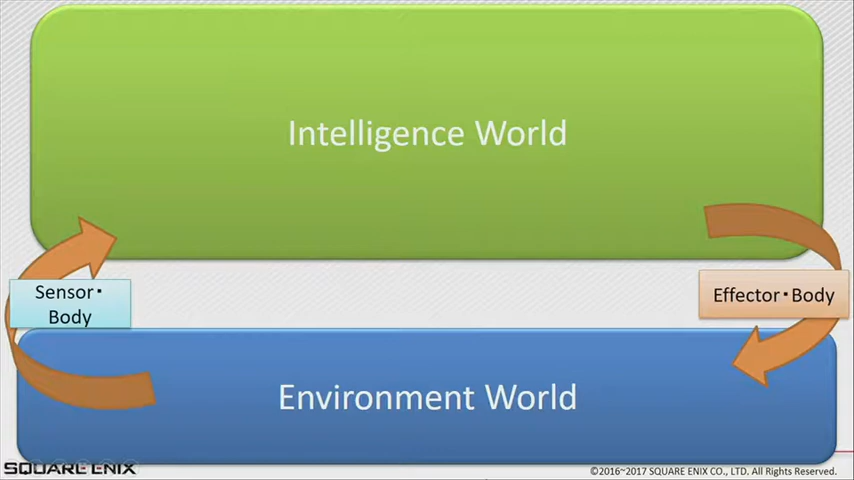 Intelligence World
Sensor・
Body
Effector・Body
Environment World
SQUARE ENIX
©2016~2017 SQUARE ENIX CO., LTD. All Rights Reserved.